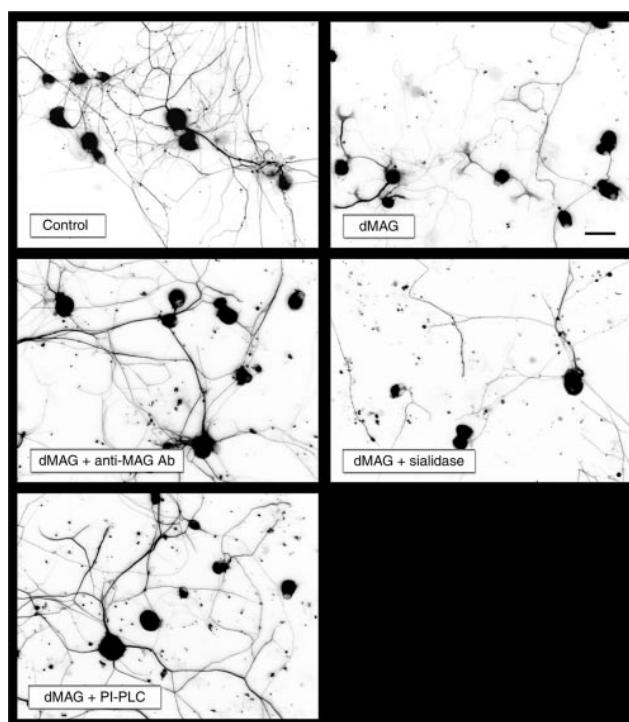 Control
dMAG
dMAG + anti-MAG Ab
dMAG + sialidase
dMAG + PI-PLC